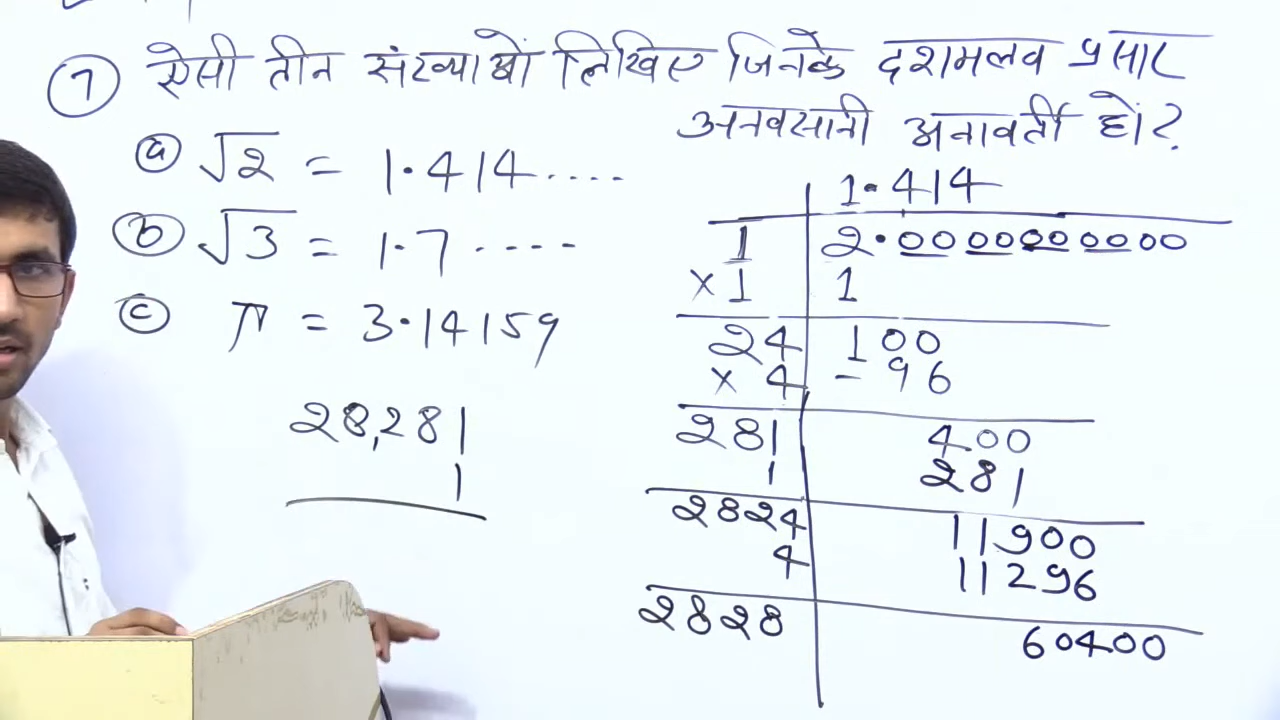 7 ऐसी तीन संख्याओं लिखिए जिनके दशमलव प्रसार
अनवसानी अनावर्ती हों?
a √2 = 1.414....
b √3 = 1.7....
c π = 3.14159
28,281
1
1.414
1 2.0000000000
×1 1
24 100
× 4 - 96
281 400
1 281
2824 11900
4 11296
2828 60400